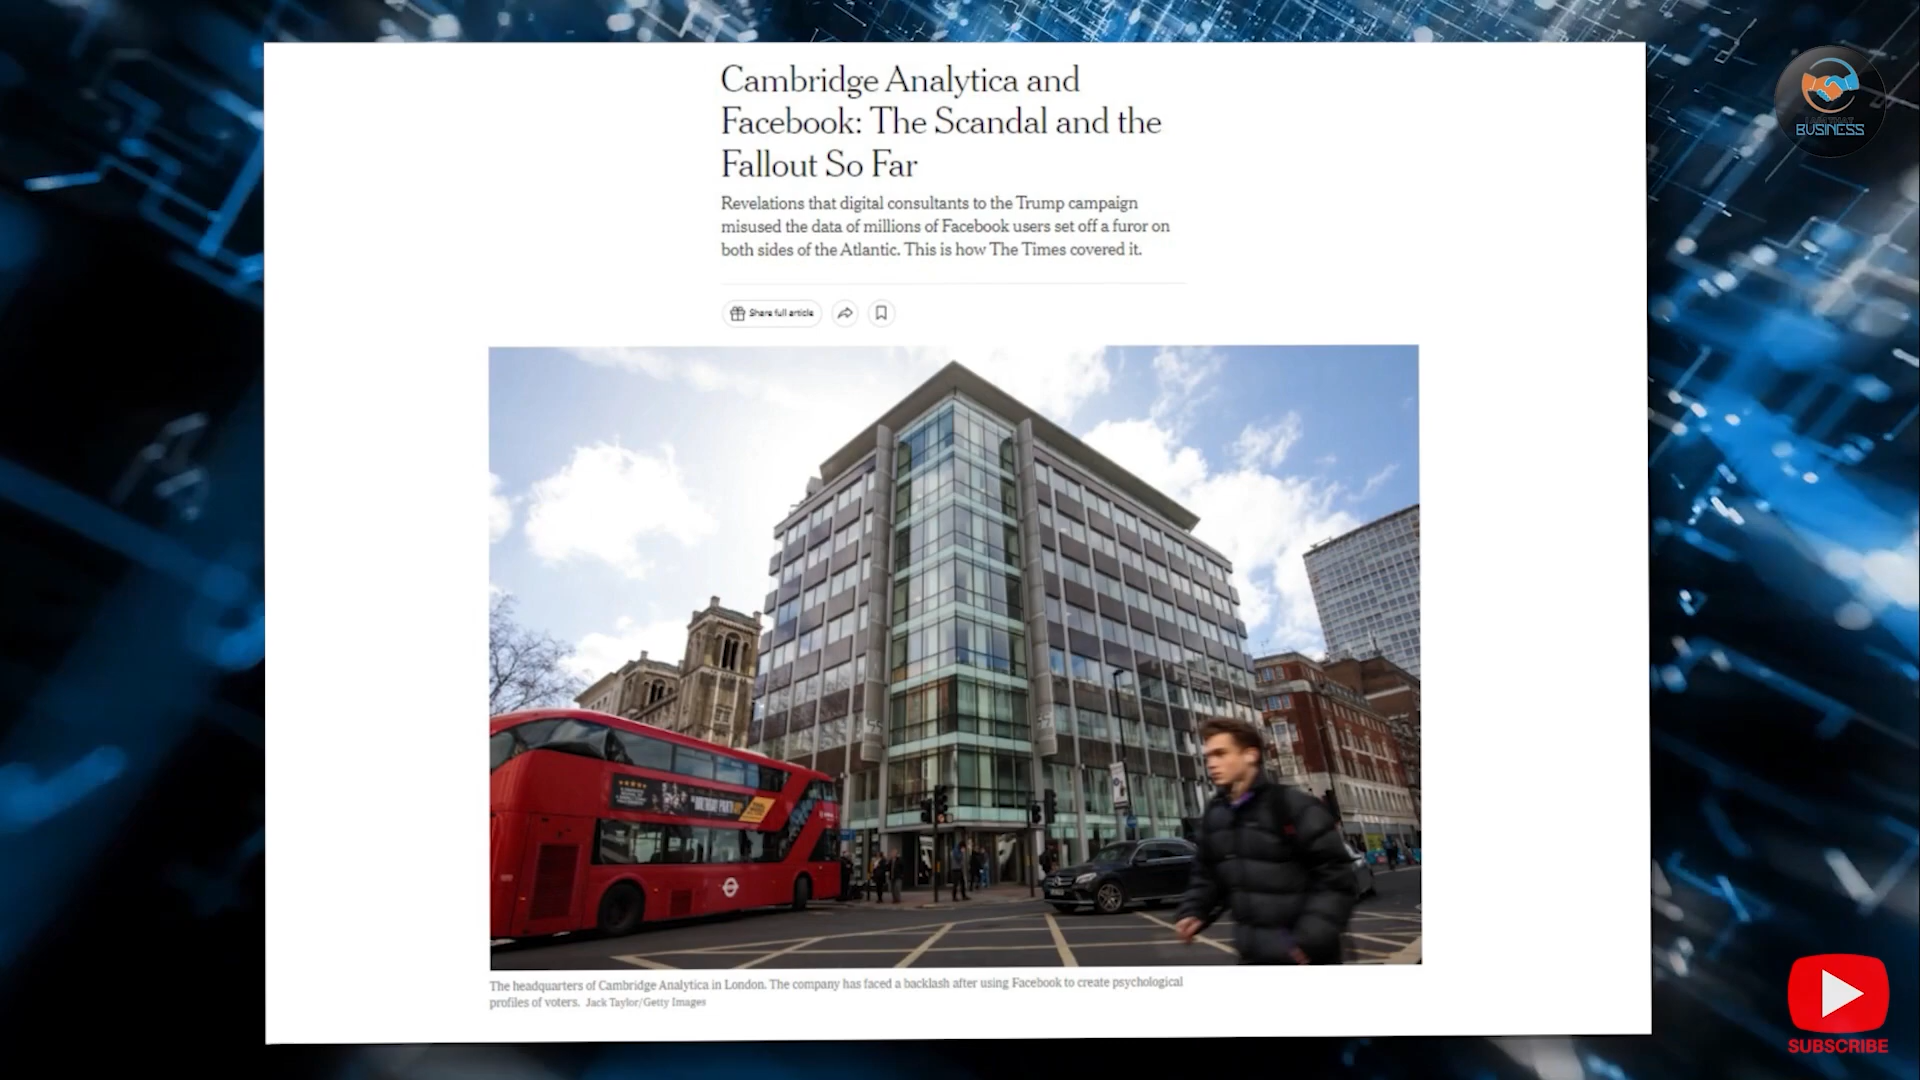 Cambridge Analytica and
Facebook: The Scandal and the
Fallout So Far
Revelations that digital consultants to the Trump campaign
misused the data of millions of Facebook users set off a furor on
both sides of the Atlantic. This is how The Times covered it.
Share full article
BUSINESS
"BIRTHDAY PARTY
The headquarters of Cambridge Analytica in London. The company has faced a backlash after using Facebook to create psychological
profiles of voters. Jack Taylor/Getty Images
SUBSCRIBE